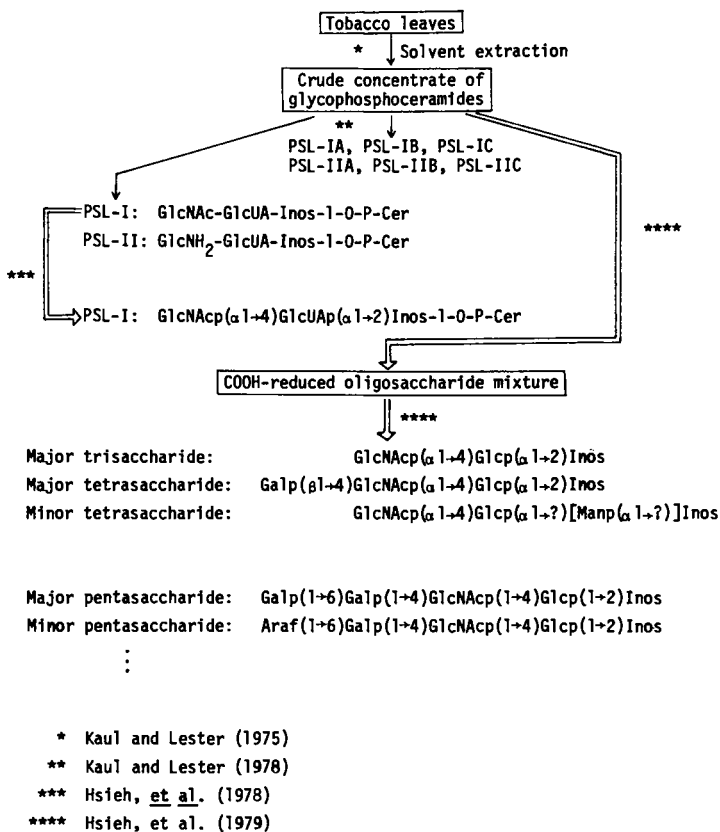 Tobacco leaves
* Solvent extraction
Crude concentrate of
glycophosphoceramides
**
PSL-IA, PSL-IB, PSL-IC
PSL-IIA, PSL-IIB, PSL-IIC
PSL-I: GlcNAc-GlcUA-Inos-1-O-P-Cer
****
PSL-II: GlcNH₂-GlcUA-Inos-1-O-P-Cer
***
PSL-I: GlcNAcp(α1→4)GlcUAp(α1→2)Inos-1-O-P-Cer
COOH-reduced oligosaccharide mixture
****
Major trisaccharide: GlcNAcp(α1→4)Glcp(α1→2)Inos
Major tetrasaccharide: Galp(β1→4)GlcNAcp(α1→4)Glcp(α1→2)Inos
Minor tetrasaccharide: GlcNAcp(α1→4)Glcp(α1→?)[Manp(α1→?)]Inos
Major pentasaccharide: Galp(1→6)Galp(1→4)GlcNAcp(1→4)Glcp(1→2)Inos
Minor pentasaccharide: Araf(1→6)Galp(1→4)GlcNAcp(1→4)Glcp(1→2)Inos
⋮
* Kaul and Lester (1975)
** Kaul and Lester (1978)
*** Hsieh, et al. (1978)
**** Hsieh, et al. (1979)